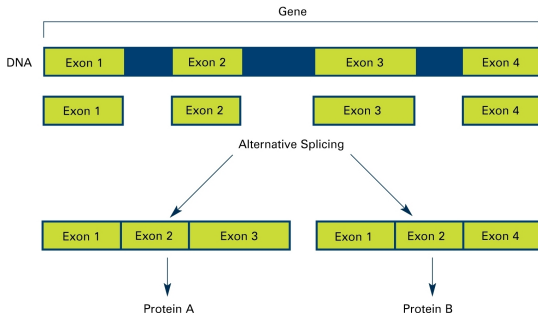 Gene
DNA
Exon 1 Exon 2 Exon 3 Exon 4
Exon 1 Exon 2 Exon 3 Exon 4
Alternative Splicing
Exon 1 Exon 2 Exon 3
Exon 1 Exon 2 Exon 4
Protein A
Protein B